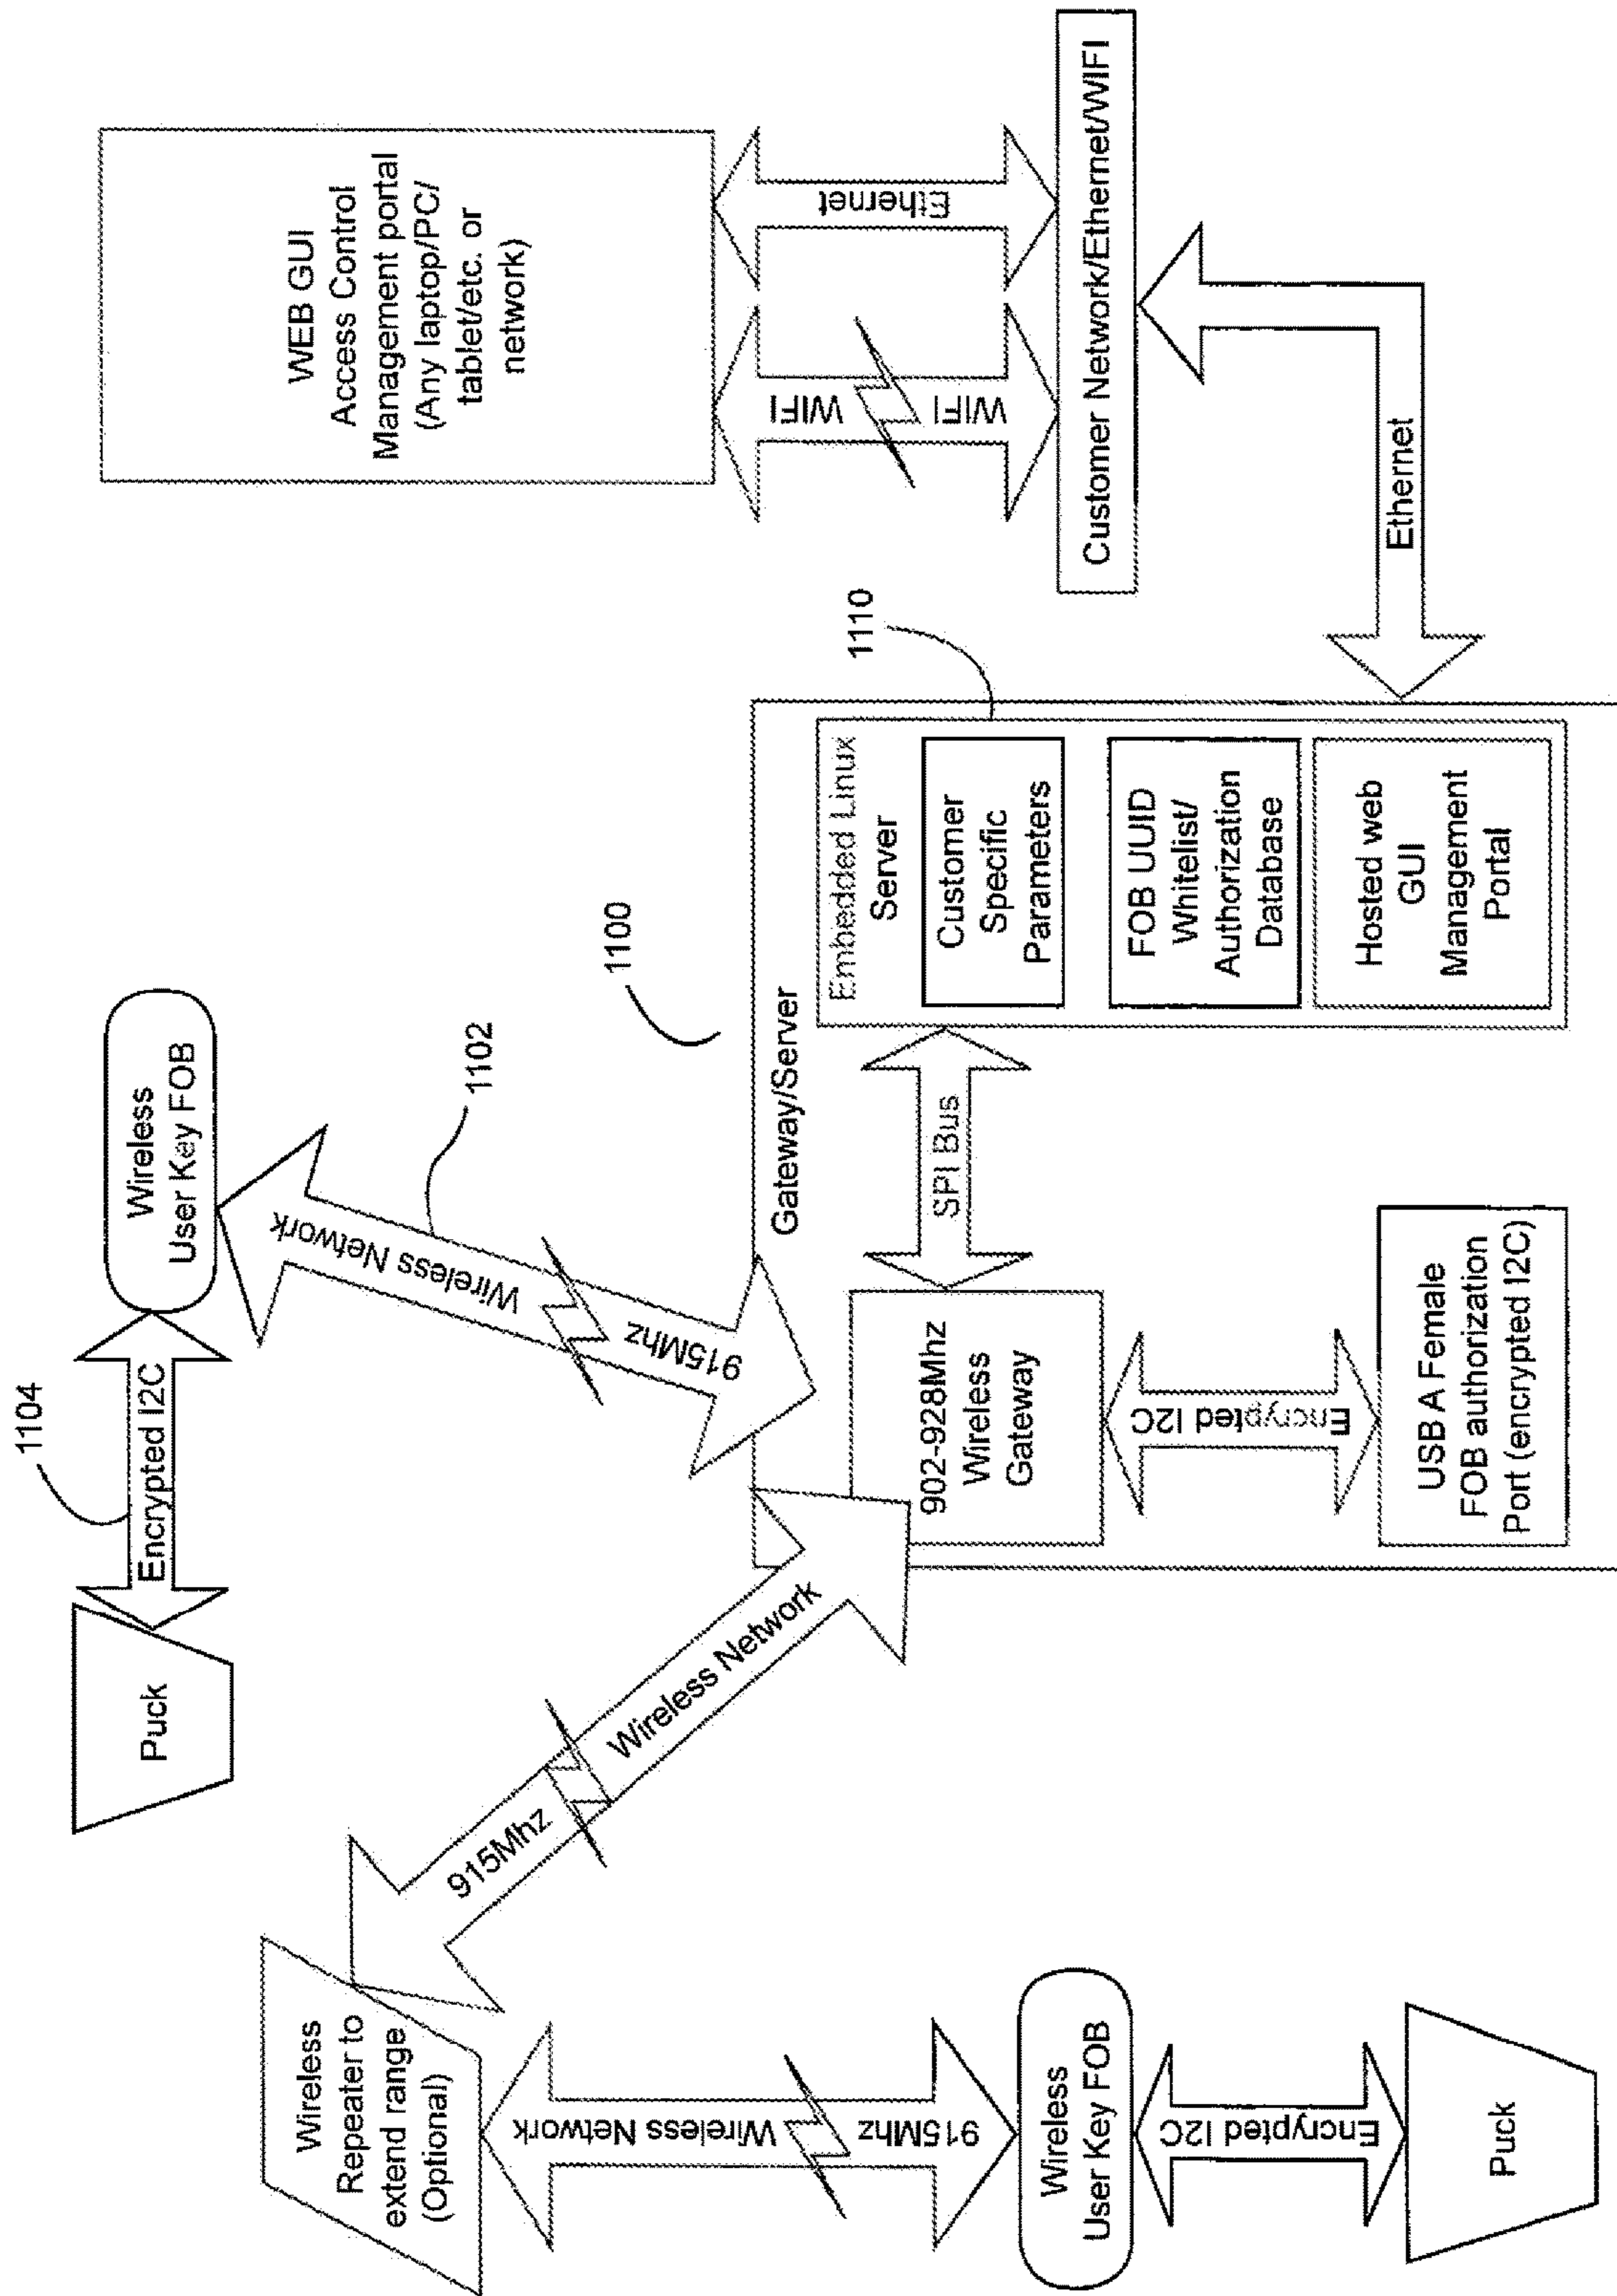 Puck
Encrypted I2C
1104
Wireless
User Key FOB
Wireless Network
915Mhz
1102
Wireless
Repeater to
extend range
(Optional)
915Mhz
Wireless Network
Wireless Network
915Mhz
Wireless
User Key FOB
Encrypted I2C
Puck
1100
Gateway/Server
902-928Mhz
Wireless
Gateway
SPI Bus
Encrypted I2C
USB A Female
FOB authorization
Port (encrypted I2C)
1110
Embedded Linux
Server
Customer
Specific
Parameters
FOB UUID
Whitelist/
Authorization
Database
Hosted web
GUI
Management
Portal
WEB GUI
Access Control
Management portal
(Any laptop/PC/
tablet/etc. or
network)
WIFI
WIFI
Ethernet
Customer Network/Ethernet/WIFI
Ethernet